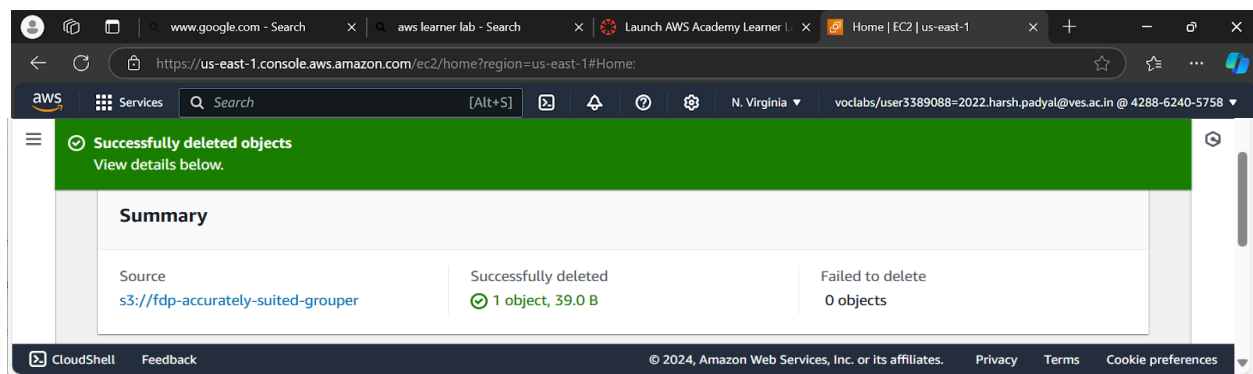 www.google.com - Search
aws learner lab - Search
Launch AWS Academy Learner L
Home | EC2 | us-east-1
https://us-east-1.console.aws.amazon.com/ec2/home?region=us-east-1#Home:
aws Services Search [Alt+S] N. Virginia ▼ voclabs/user3389088=2022.harsh.padyal@ves.ac.in @ 4288-6240-5758 ▼
Successfully deleted objects
View details below.
Summary
Source
s3://fdp-accurately-suited-grouper
Successfully deleted
1 object, 39.0 B
Failed to delete
0 objects
CloudShell Feedback © 2024, Amazon Web Services, Inc. or its affiliates. Privacy Terms Cookie preferences